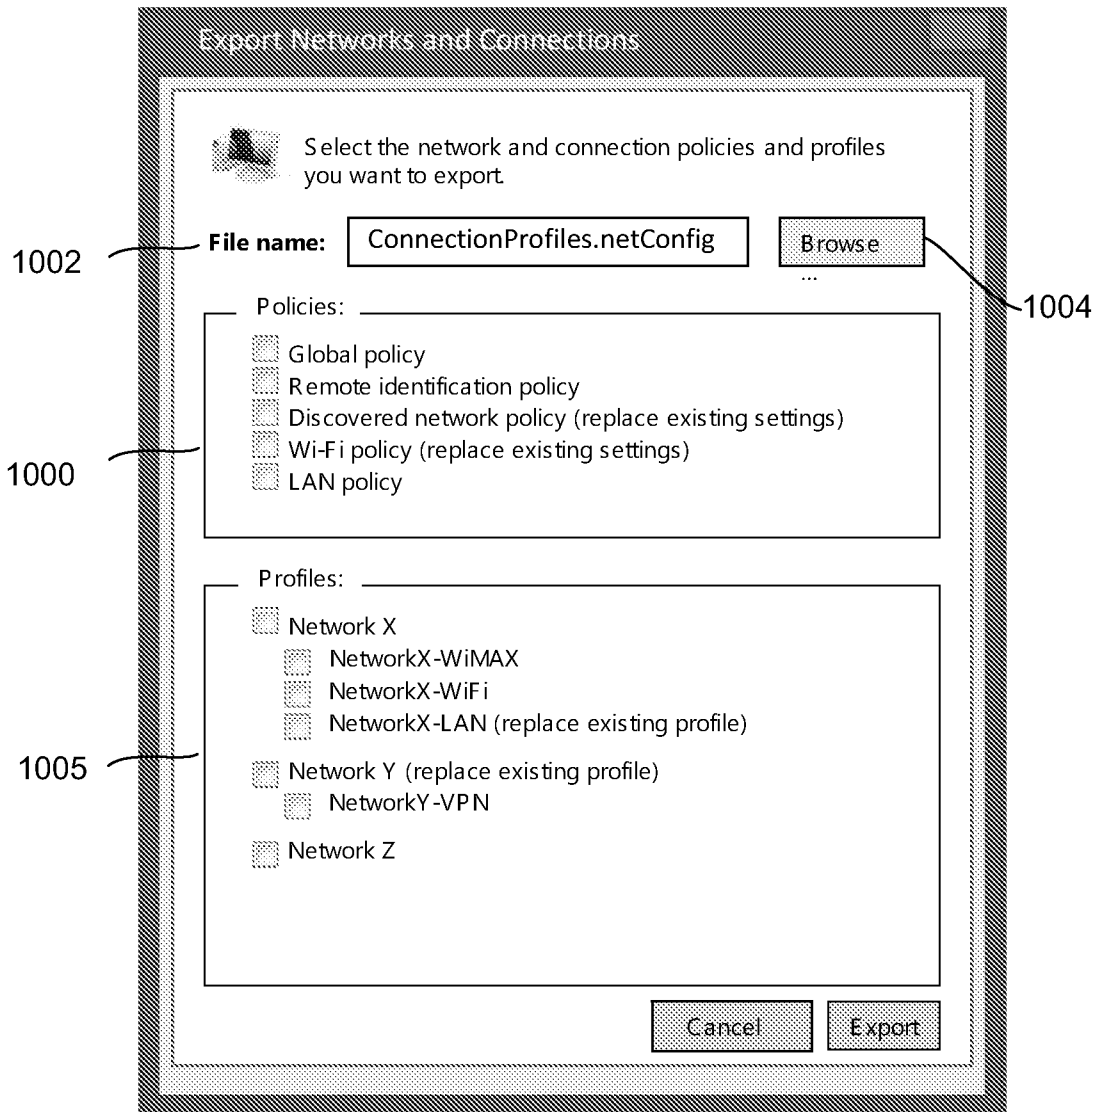 Export Networks and Connections
Select the network and connection policies and profiles
you want to export.
1002
File name:
ConnectionProfiles.netConfig
Browse
...
1004
Policies:
Global policy
Remote identification policy
Discovered network policy (replace existing settings)
Wi-Fi policy (replace existing settings)
1000
LAN policy
Profiles:
Network X
NetworkX-WiMAX
NetworkX-WiFi
NetworkX-LAN (replace existing profile)
1005
Network Y (replace existing profile)
NetworkY-VPN
Network Z
Cancel
Export